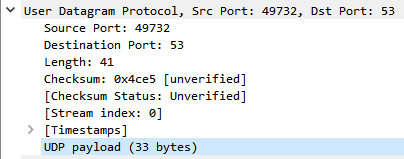 User Datagram Protocol, Src Port: 49732, Dst Port: 53
Source Port: 49732
Destination Port: 53
Length: 41
Checksum: 0x4ce5 [unverified]
[Checksum Status: Unverified]
[Stream index: 0]
[Timestamps]
UDP payload (33 bytes)